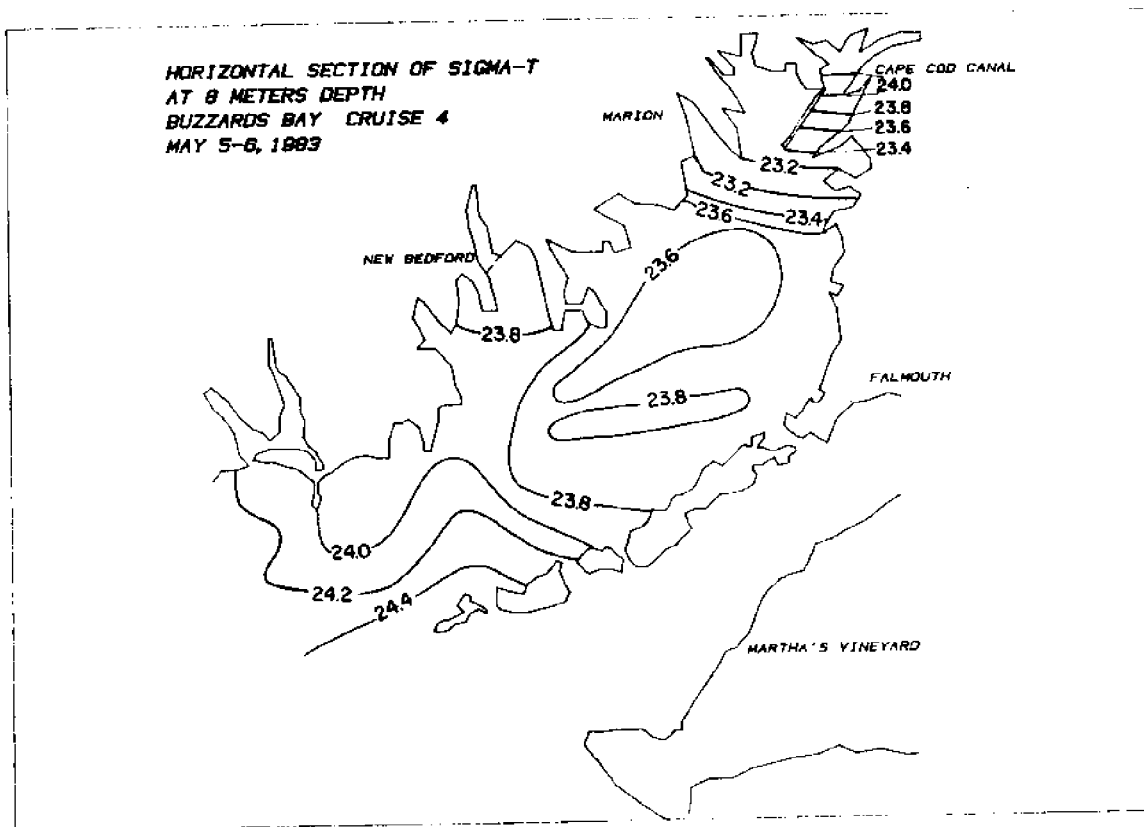 HORIZONTAL SECTION OF SIGMA-T
AT 8 METERS DEPTH
BUZZARDS BAY CRUISE 4
MAY 5-6, 1983
CAPE COD CANAL
24.0
23.8
23.6
23.4
MARION
23.2
23.2
23.6
23.4
NEW BEDFORD
23.6
23.8
FALMOUTH
23.8
23.8
24.0
24.2
24.4
MARTHA'S VINEYARD